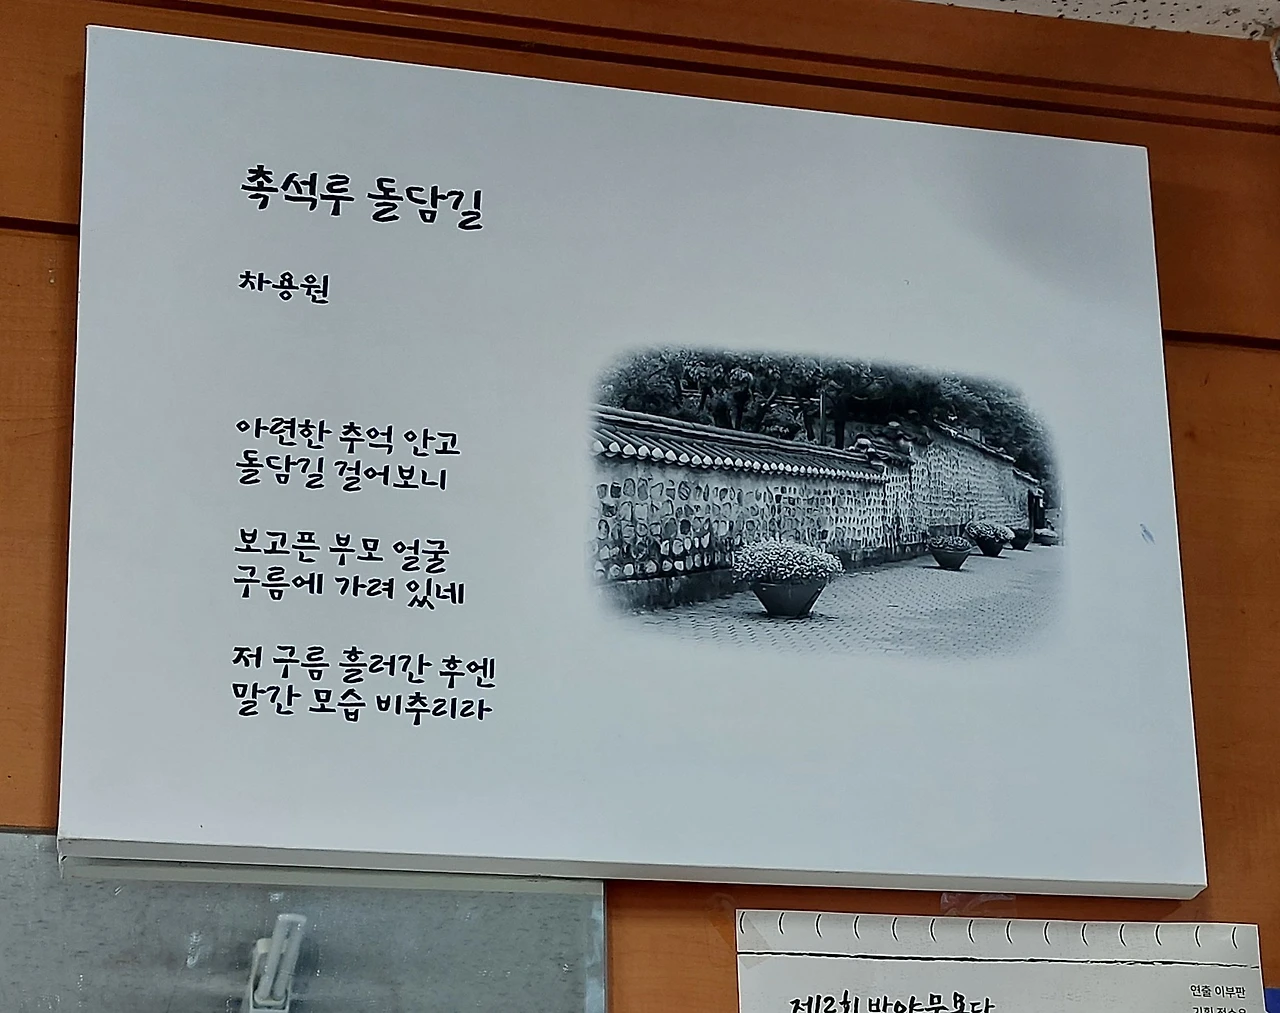 촉석루 돌담길
차용원
아련한 추억 안고
돌담길 걸어보니
보고픈 부모 얼굴
구름에 가려 있네
저 구름 흘러간 후엔
말간 모습 비추리라
연출 이부판
제2회